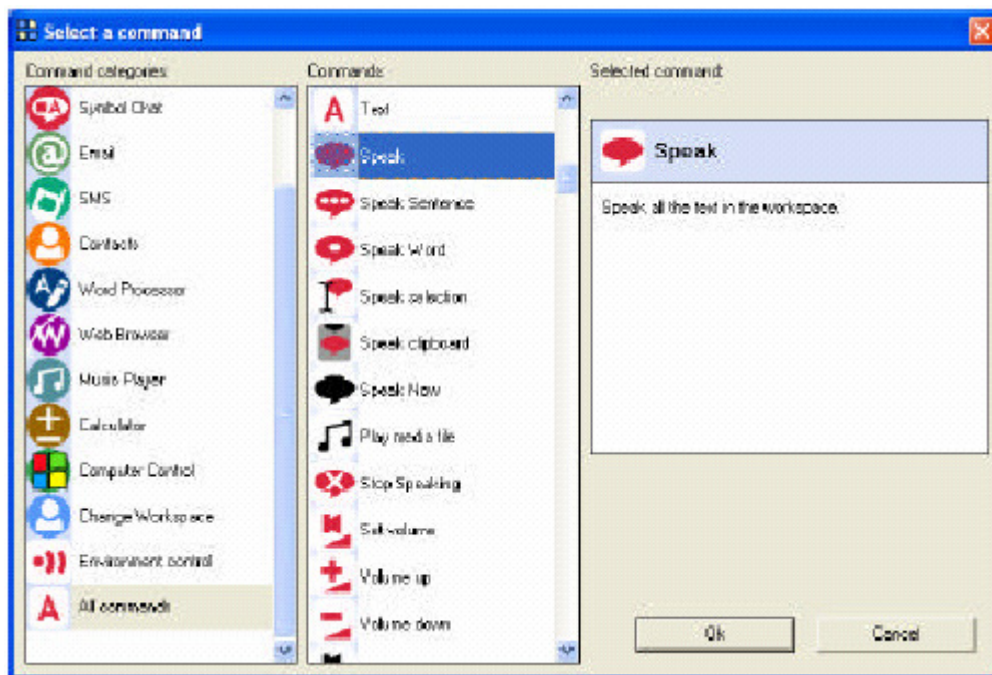 Select a command
Command categories:
Symbol Chat
Email
SMS
Contacts
Word Processor
Web Browser
Music Player
Calculator
Computer Control
Change Workspace
Environment control
All commands
Commands:
Text
Speak
Speak Sentence
Speak Word
Speak selection
Speak clipboard
Speak Now
Play media file
Stop Speaking
Set volume
Volume up
Volume down
Selected command:
Speak
Speak all the text in the workspace.
Ok
Cancel